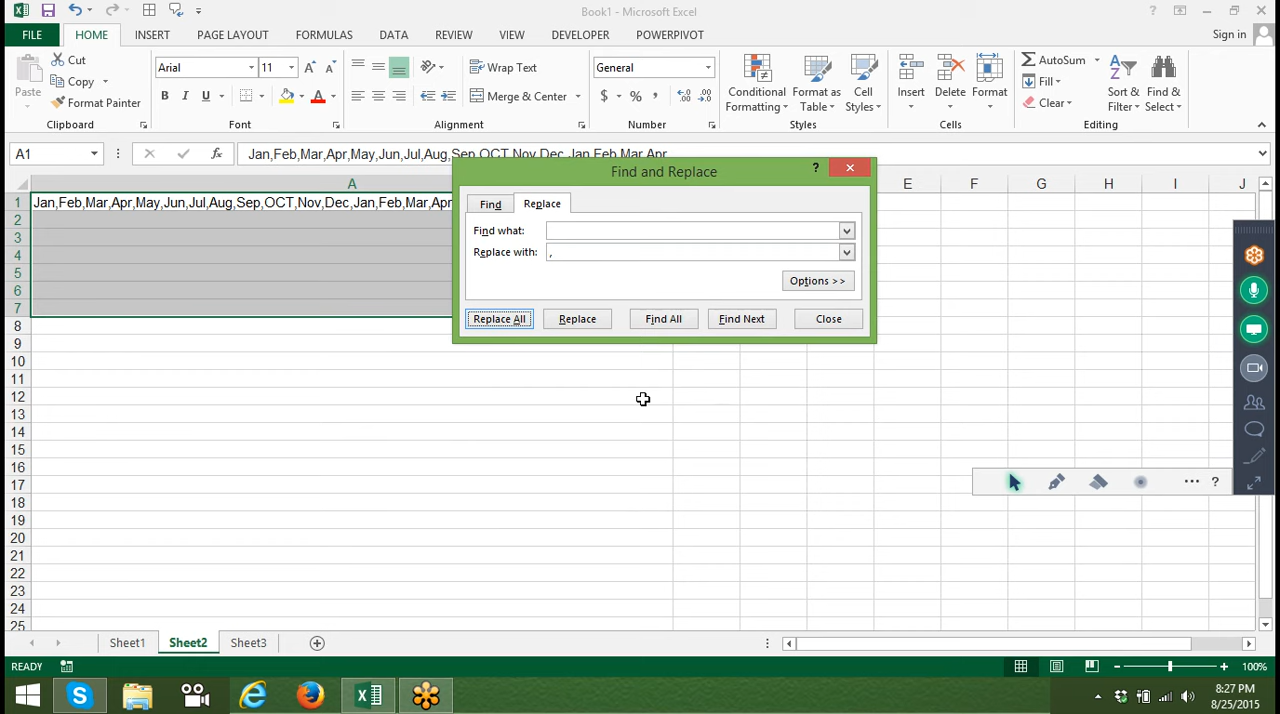 Book1 - Microsoft Excel
?
FILE
HOME
INSERT
PAGE LAYOUT
FORMULAS
DATA
REVIEW
VIEW
DEVELOPER
POWERPIVOT
Sign in
Paste
Cut
Copy
Format Painter
Clipboard
Arial
11
B I U
Font
Wrap Text
Merge & Center
Alignment
General
$ % ,
Number
Conditional
Formatting
Format as
Table
Cell
Styles
Styles
Insert
Delete
Format
Cells
AutoSum
Fill
Clear
Sort &
Filter
Find &
Select
Editing
A1
fx
Jan,Feb,Mar,Apr,May,Jun,Jul,Aug,Sep,OCT,Nov,Dec,Jan,Feb,Mar,Apr
A
E
F
G
H
I
J
1 Jan,Feb,Mar,Apr,May,Jun,Jul,Aug,Sep,OCT,Nov,Dec,Jan,Feb,Mar,Apr
2
3
4
5
6
7
8
9
10
11
12
13
14
15
16
17
18
19
20
21
22
23
24
25
Find and Replace
?
Find
Replace
Find what:
Replace with: ,
Options >>
Replace All
Replace
Find All
Find Next
Close
?
Sheet1
Sheet2
Sheet3
READY
100%
8:27 PM
8/25/2015